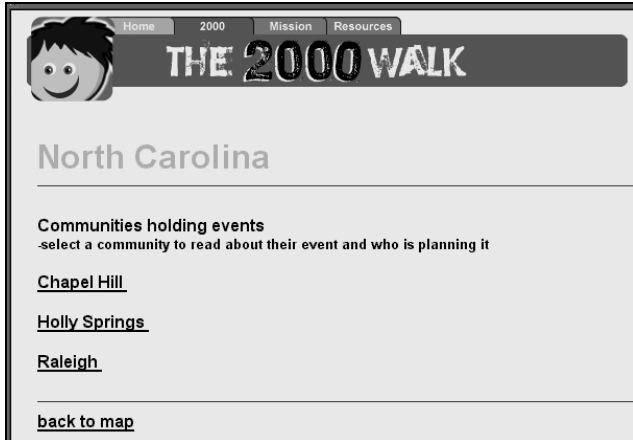 Home 2000 Mission Resources
THE 2000 WALK
North Carolina
Communities holding events
-select a community to read about their event and who is planning it
Chapel Hill
Holly Springs
Raleigh
back to map